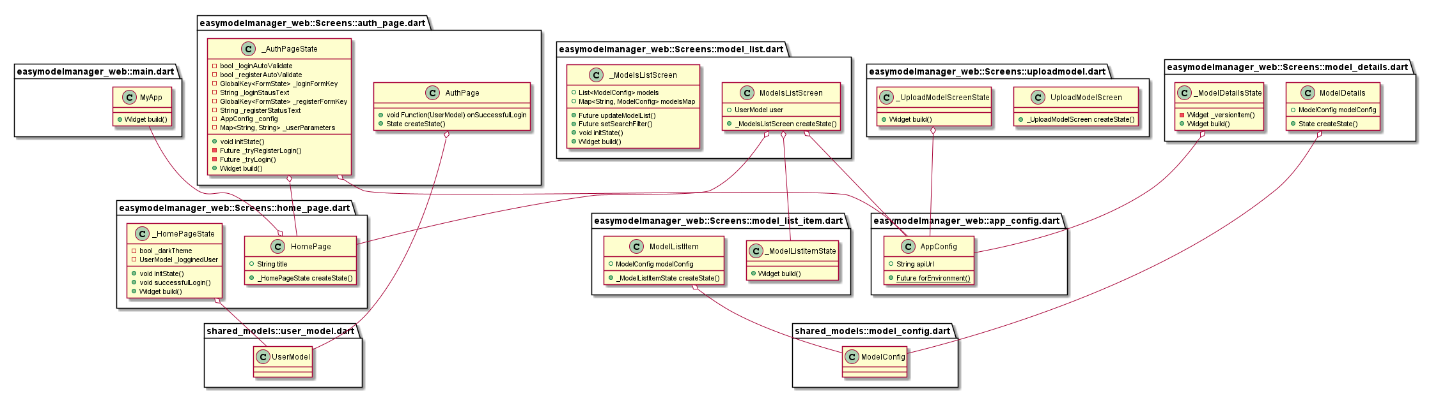 easymodelmanager_web::main.dart
C MyApp
Widget build()
easymodelmanager_web::Screens::auth_page.dart
C _AuthPageState
bool _loginAutoValidate
bool _registerAutoValidate
GlobalKey<FormState> _loginFormKey
String _loginStausText
GlobalKey<FormState> _registerFormKey
String _registerStatusText
AppConfig _config
Map<String, String> _userParameters
void initState()
Future _tryRegisterLogin()
Future _tryLogin()
Widget build()
C AuthPage
void Function(UserModel) onSuccessfulLogin
State createState()
easymodelmanager_web::Screens::model_list.dart
C _ModelsListScreen
List<ModelConfig> models
Map<String, ModelConfig> modelsMap
Future updateModelList()
Future setSearchFilter()
void initState()
Widget build()
C ModelsListScreen
UserModel user
_ModelsListScreen createState()
easymodelmanager_web::Screens::uploadmodel.dart
C _UploadModelScreenState
Widget build()
C UploadModelScreen
_UploadModelScreen createState()
easymodelmanager_web::Screens::model_details.dart
C _ModelDetailsState
Widget _versionItem()
Widget build()
C ModelDetails
ModelConfig modelConfig
State createState()
easymodelmanager_web::Screens::home_page.dart
C _HomePageState
bool _darkTheme
UserModel _logginedUser
void initState()
void successfulLogin()
Widget build()
C HomePage
String title
_HomePageState createState()
easymodelmanager_web::Screens::model_list_item.dart
C ModelListItem
ModelConfig modelConfig
_ModelListItemState createState()
C _ModelListItemState
Widget build()
easymodelmanager_web::app_config.dart
C AppConfig
String apiUrl
Future forEnvironment()
shared_models::user_model.dart
C UserModel
shared_models::model_config.dart
C ModelConfig